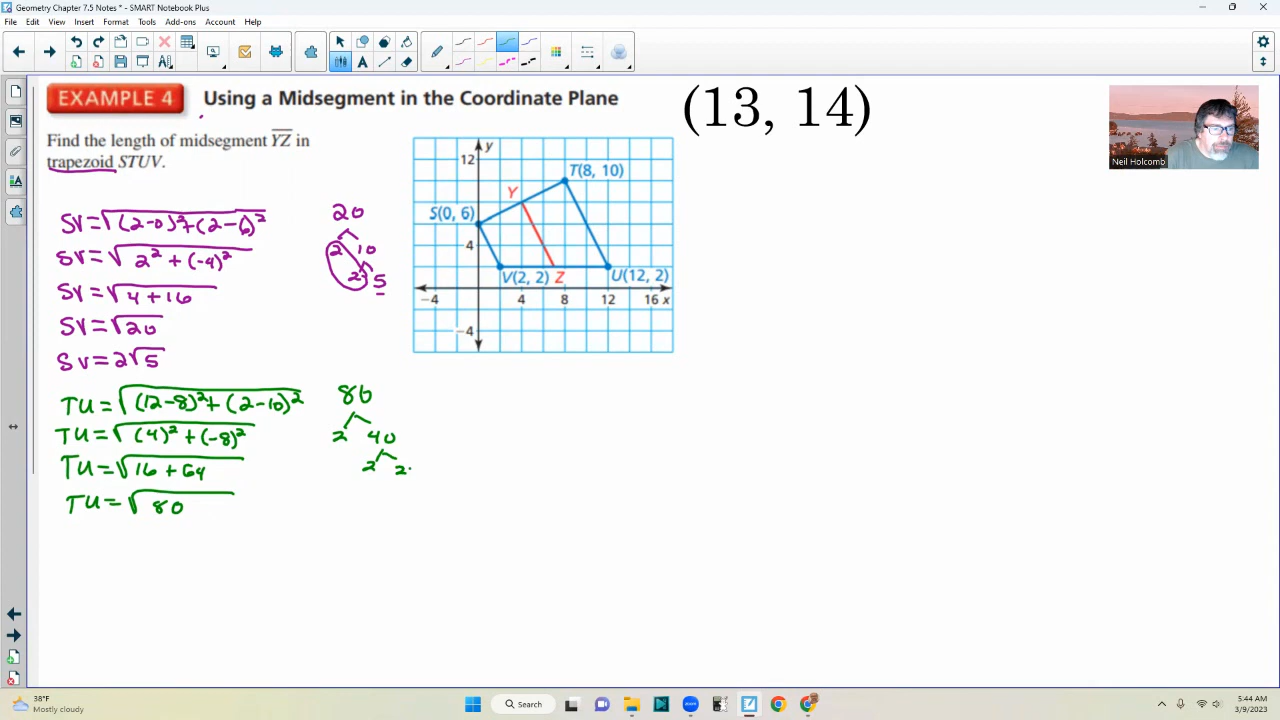 Geometry Chapter 7.5 Notes * - SMART Notebook Plus
File Edit View Insert Format Tools Add-ons Account Help
EXAMPLE 4 Using a Midsegment in the Coordinate Plane
(13, 14)
Find the length of midsegment YZ in
trapezoid STUV.
Neil Holcomb
y
12
T(8, 10)
Y
S(0, 6)
4
V(2, 2) Z U(12, 2)
−4 4 8 12 16 x
−4
SV=√(2-0)²+(2-6)²
SV=√2²+(-4)²
SV=√4+16
SV=√20
SV=2√5
20
2 10
2 5
TU=√(12-8)²+(2-10)²
TU=√(4)²+(-8)²
TU=√16+64
TU=√80
80
2 40
2 2
38°F
Mostly cloudy
Search
zoom
5:44 AM
3/9/2023